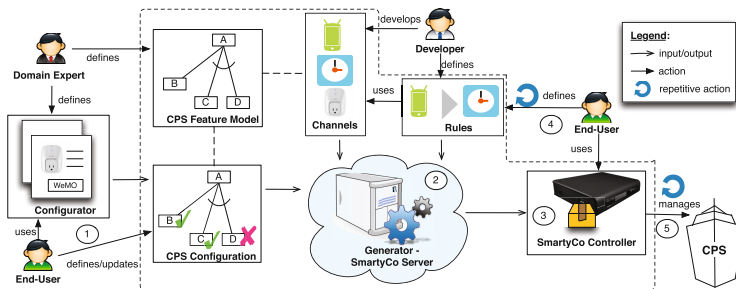 Domain Expert
defines
defines
A
B
C
D
CPS Feature Model
Channels
develops
Developer
defines
uses
Rules
defines
4
End-User
uses
Legend:
input/output
action
repetitive action
WeMO
Configurator
uses
1
End-User
defines/updates
A
B
C
D
CPS Configuration
2
Generator -
SmartyCo Server
3
SmartyCo Controller
manages
5
CPS